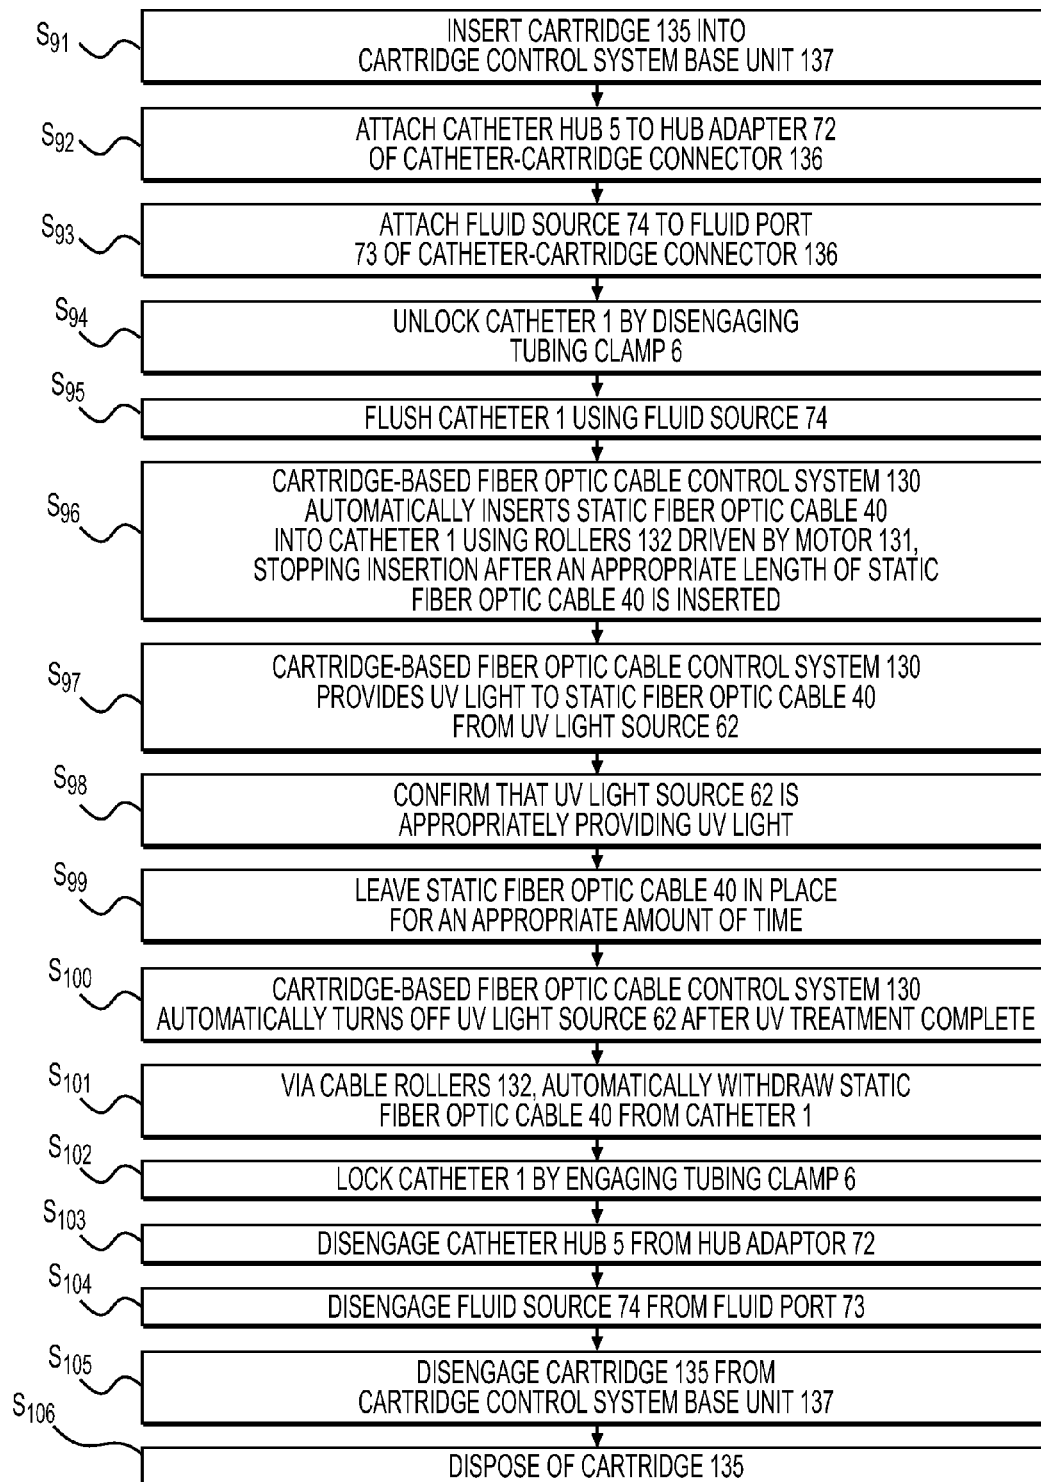 S91
INSERT CARTRIDGE 135 INTO
CARTRIDGE CONTROL SYSTEM BASE UNIT 137
S92
ATTACH CATHETER HUB 5 TO HUB ADAPTER 72
OF CATHETER-CARTRIDGE CONNECTOR 136
S93
ATTACH FLUID SOURCE 74 TO FLUID PORT
73 OF CATHETER-CARTRIDGE CONNECTOR 136
S94
UNLOCK CATHETER 1 BY DISENGAGING
TUBING CLAMP 6
S95
FLUSH CATHETER 1 USING FLUID SOURCE 74
S96
CARTRIDGE-BASED FIBER OPTIC CABLE CONTROL SYSTEM 130
AUTOMATICALLY INSERTS STATIC FIBER OPTIC CABLE 40
INTO CATHETER 1 USING ROLLERS 132 DRIVEN BY MOTOR 131,
STOPPING INSERTION AFTER AN APPROPRIATE LENGTH OF STATIC
FIBER OPTIC CABLE 40 IS INSERTED
S97
CARTRIDGE-BASED FIBER OPTIC CABLE CONTROL SYSTEM 130
PROVIDES UV LIGHT TO STATIC FIBER OPTIC CABLE 40
FROM UV LIGHT SOURCE 62
S98
CONFIRM THAT UV LIGHT SOURCE 62 IS
APPROPRIATELY PROVIDING UV LIGHT
S99
LEAVE STATIC FIBER OPTIC CABLE 40 IN PLACE
FOR AN APPROPRIATE AMOUNT OF TIME
S100
CARTRIDGE-BASED FIBER OPTIC CABLE CONTROL SYSTEM 130
AUTOMATICALLY TURNS OFF UV LIGHT SOURCE 62 AFTER UV TREATMENT COMPLETE
S101
VIA CABLE ROLLERS 132, AUTOMATICALLY WITHDRAW STATIC
FIBER OPTIC CABLE 40 FROM CATHETER 1
S102
LOCK CATHETER 1 BY ENGAGING TUBING CLAMP 6
S103
DISENGAGE CATHETER HUB 5 FROM HUB ADAPTOR 72
S104
DISENGAGE FLUID SOURCE 74 FROM FLUID PORT 73
S105
DISENGAGE CARTRIDGE 135 FROM
CARTRIDGE CONTROL SYSTEM BASE UNIT 137
S106
DISPOSE OF CARTRIDGE 135